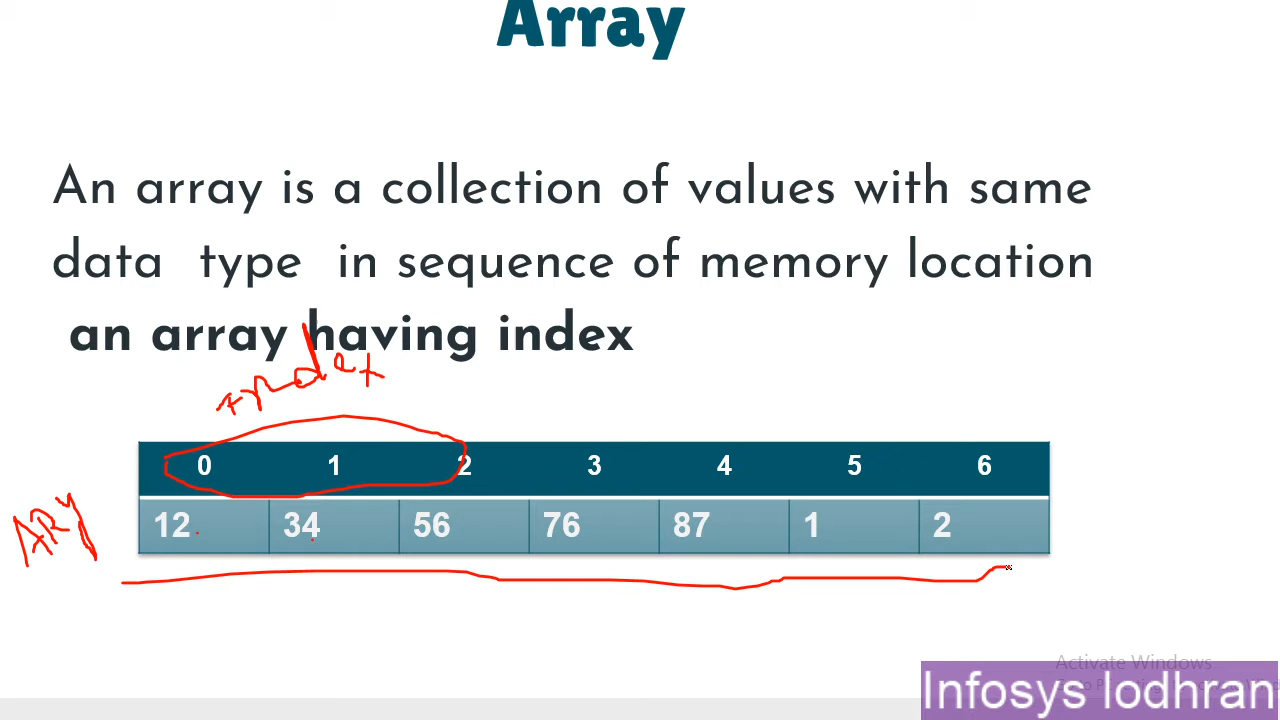 Array
An array is a collection of values with same
data type in sequence of memory location
an array having index
Index
0 1 2 3 4 5 6
ARy
12 34 56 76 87 1 2
Activate Windows
Infosys lodhran